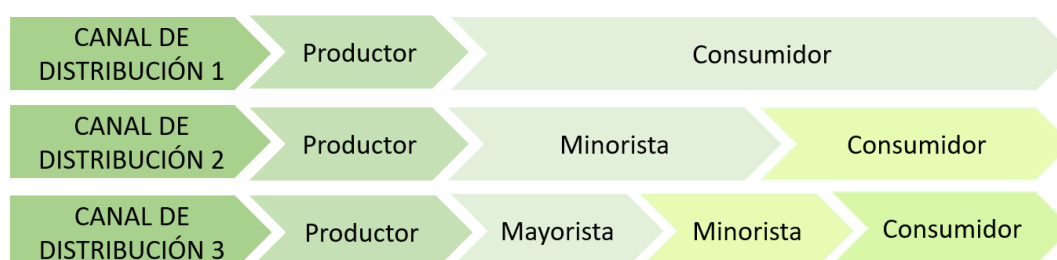 CANAL DE
DISTRIBUCIÓN 1
Productor
Consumidor
CANAL DE
DISTRIBUCIÓN 2
Productor
Minorista
Consumidor
CANAL DE
DISTRIBUCIÓN 3
Productor
Mayorista
Minorista
Consumidor